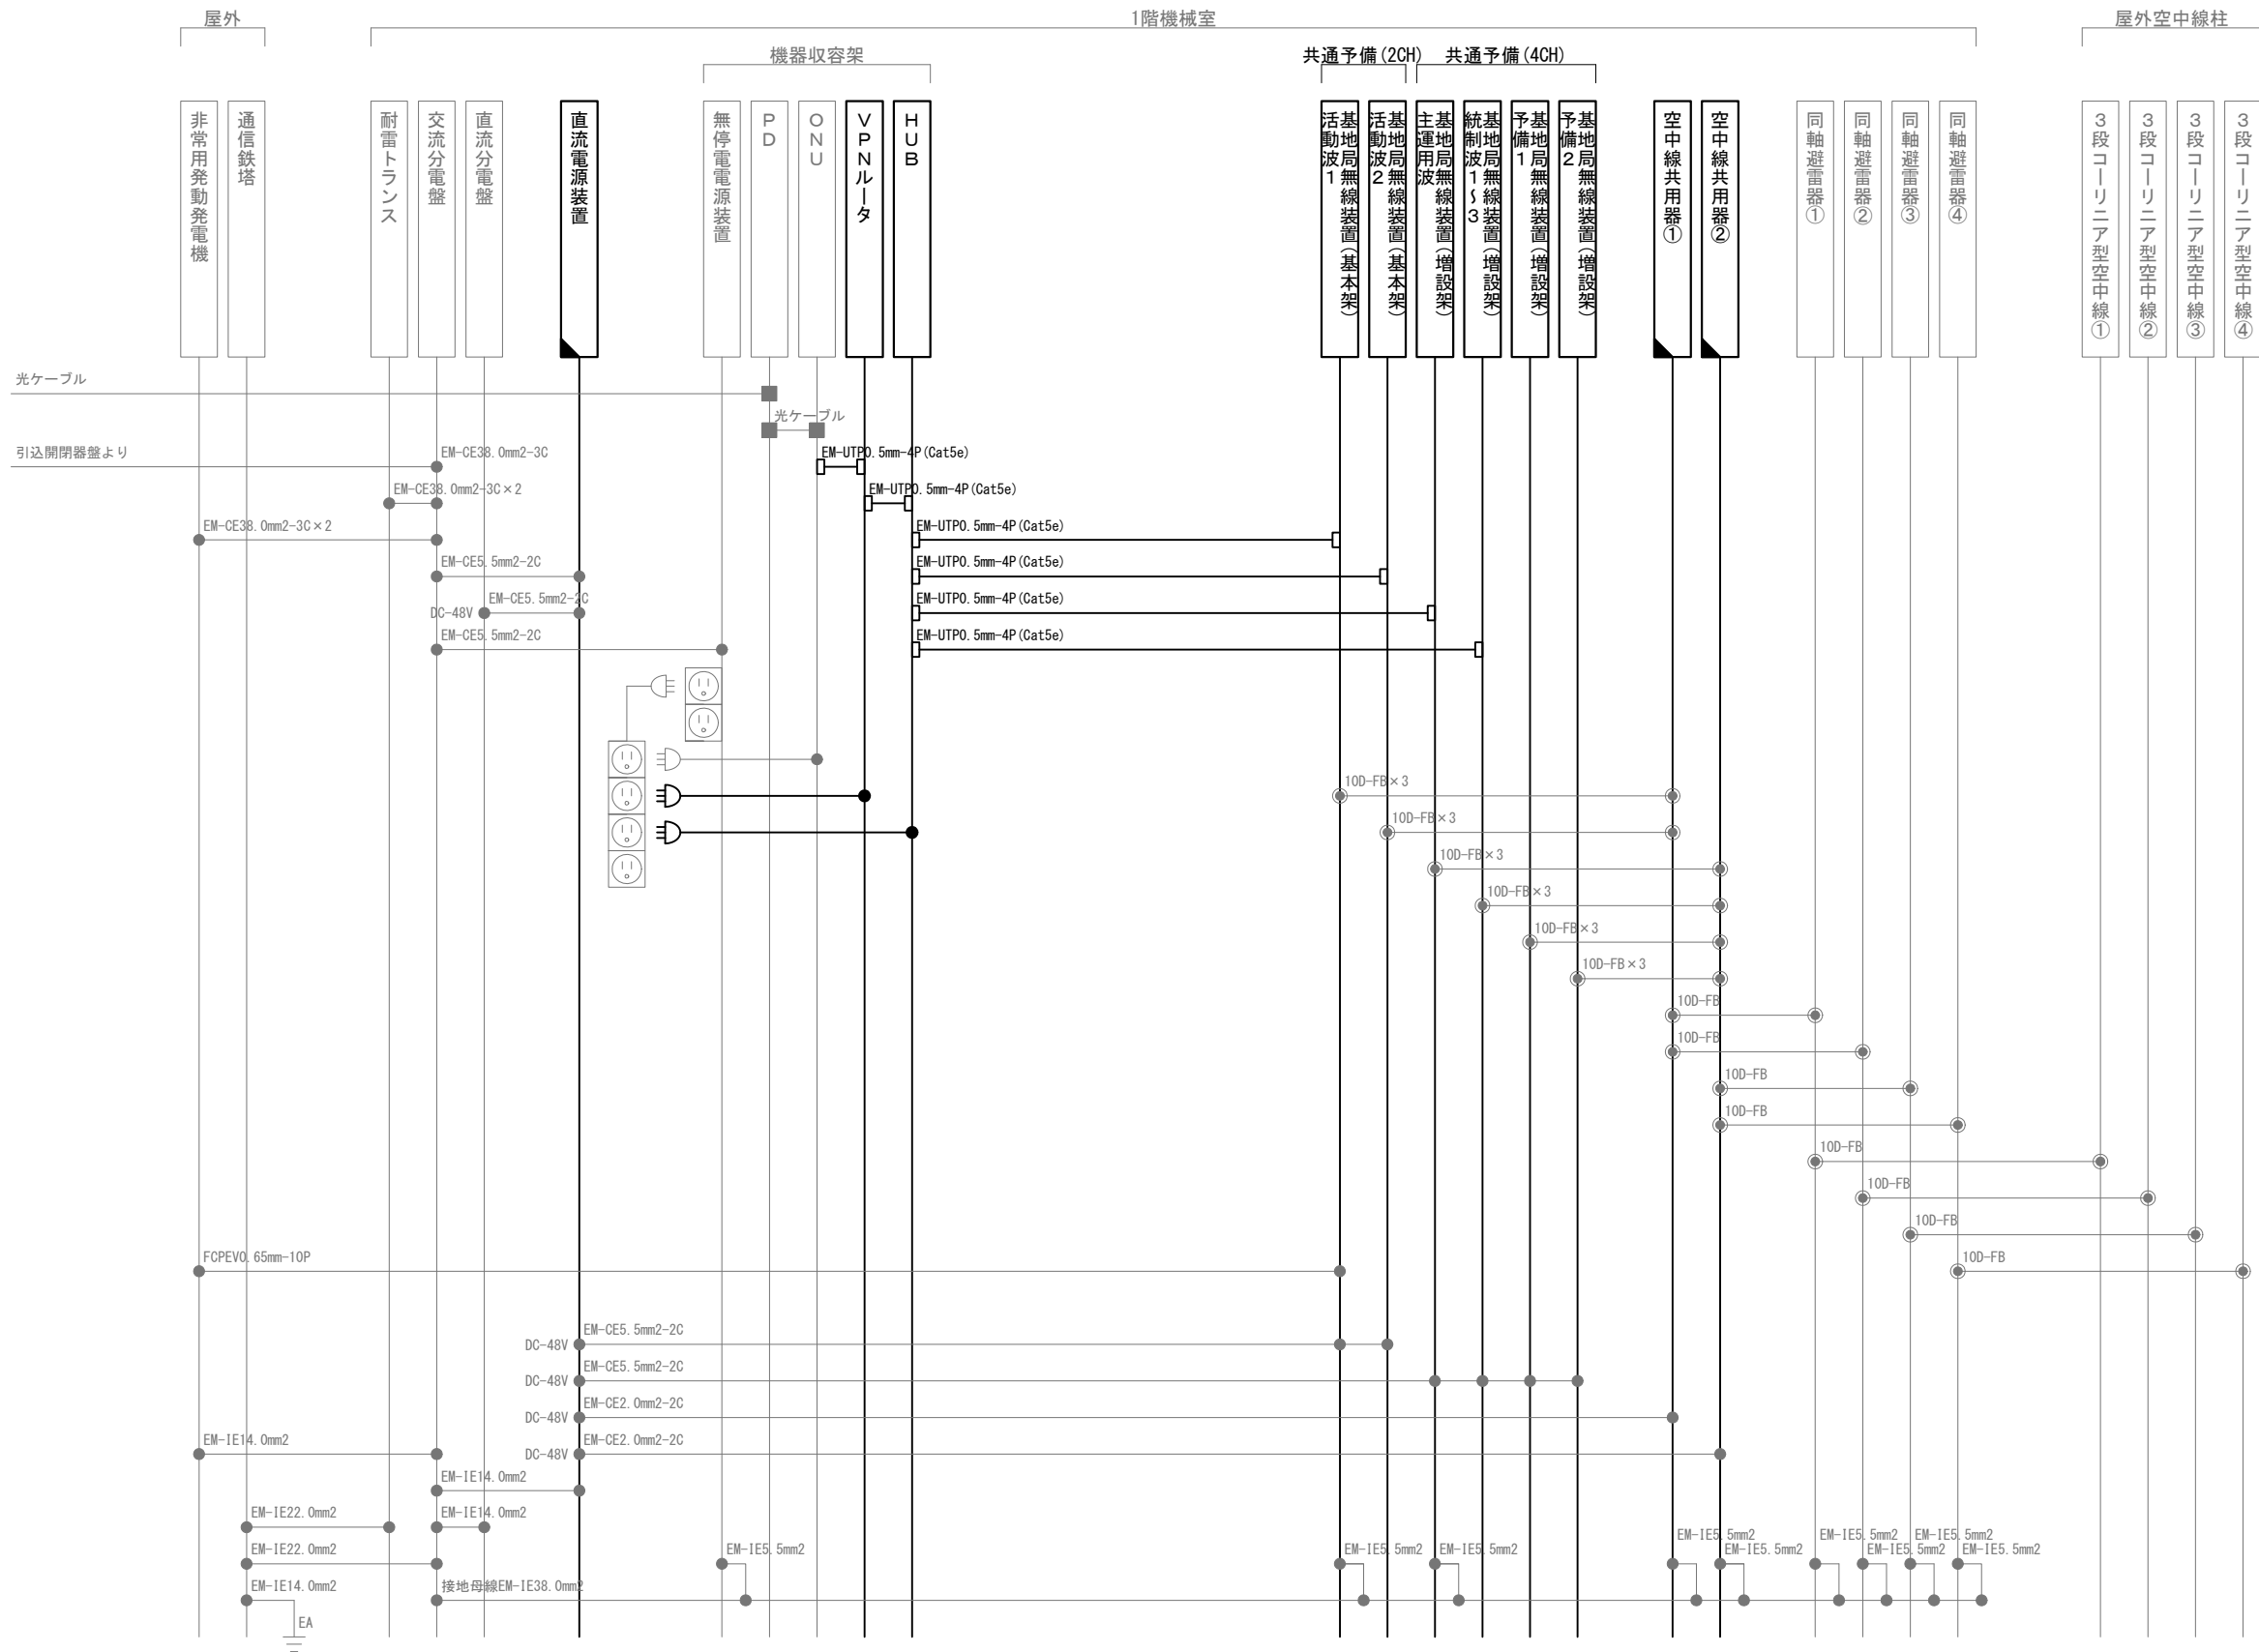 屋外
1階機械室
屋外空中線柱
機器収容架
共通予備(2CH)
共通予備(4CH)
非常用発動発電機
通信鉄塔
耐雷トランス
交流分電盤
直流分電盤
直流電源装置
無停電電源装置
PD
ONU
VPNルータ
HUB
基地局無線装置(基本架)
活動波1
基地局無線装置(基本架)
活動波2
基地局無線装置(増設架)
主運用波
基地局無線装置(増設架)
統制波1~3
基地局無線装置(増設架)
予備1
基地局無線装置(増設架)
予備2
空中線共用器①
空中線共用器②
同軸避雷器①
同軸避雷器②
同軸避雷器③
同軸避雷器④
3段コーリニア型空中線①
3段コーリニア型空中線②
3段コーリニア型空中線③
3段コーリニア型空中線④
光ケーブル
光ケーブル
引込開閉器盤より
EM-CE38.0mm2-3C
EM-UTP0.5mm-4P(Cat5e)
EM-CE38.0mm2-3C×2
EM-UTP0.5mm-4P(Cat5e)
EM-CE38.0mm2-3C×2
EM-UTP0.5mm-4P(Cat5e)
EM-CE5.5mm2-2C
EM-UTP0.5mm-4P(Cat5e)
DC-48V
EM-CE5.5mm2-2C
EM-UTP0.5mm-4P(Cat5e)
EM-CE5.5mm2-2C
EM-UTP0.5mm-4P(Cat5e)
10D-FB×3
10D-FB×3
10D-FB×3
10D-FB×3
10D-FB×3
10D-FB×3
10D-FB
10D-FB
10D-FB
10D-FB
10D-FB
10D-FB
10D-FB
FCPEV0.65mm-10P
10D-FB
DC-48V
EM-CE5.5mm2-2C
DC-48V
EM-CE5.5mm2-2C
DC-48V
EM-CE2.0mm2-2C
EM-IE14.0mm2
DC-48V
EM-CE2.0mm2-2C
EM-IE14.0mm2
EM-IE22.0mm2
EM-IE14.0mm2
EM-IE5.5mm2
EM-IE5.5mm2
EM-IE5.5mm2
EM-IE22.0mm2
EM-IE5.5mm2
EM-IE5.5mm2
EM-IE5.5mm2
EM-IE5.5mm2
EM-IE5.5mm2
EM-IE5.5mm2
EM-IE14.0mm2
接地母線EM-IE38.0mm2
EA